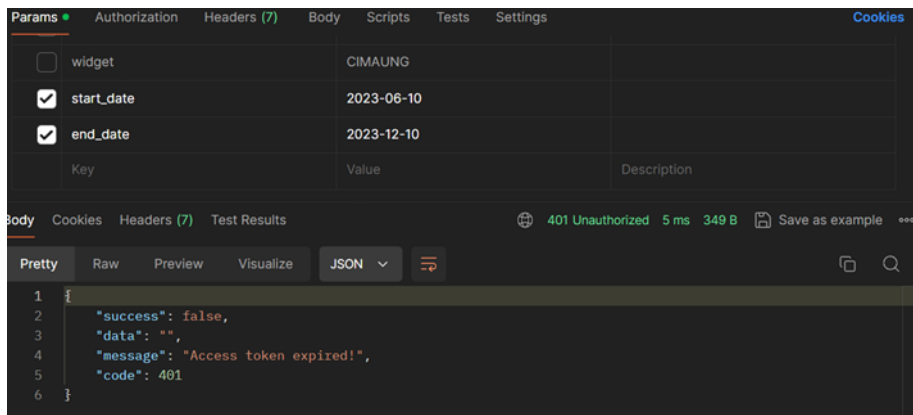 Params Authorization Headers (7) Body Scripts Tests Settings Cookies
widget CIMAUNG
start_date 2023-06-10
end_date 2023-12-10
Key Value Description
Body Cookies Headers (7) Test Results 401 Unauthorized 5 ms 349 B Save as example
Pretty Raw Preview Visualize JSON
1 {
2 "success": false,
3 "data": "",
4 "message": "Access token expired!",
5 "code": 401
6 }